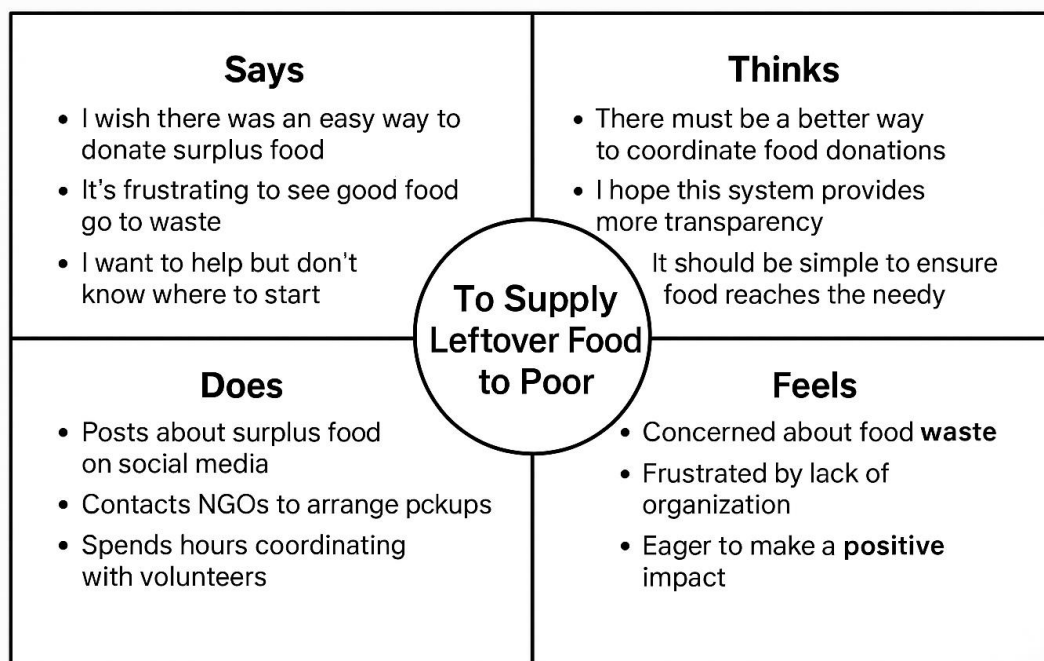 Says
• I wish there was an easy way to
donate surplus food
• It's frustrating to see good food
go to waste
• I want to help but don't
know where to start
Thinks
• There must be a better way
to coordinate food donations
• I hope this system provides
more transparency
It should be simple to ensure
food reaches the needy
To Supply
Leftover Food
to Poor
Does
• Posts about surplus food
on social media
• Contacts NGOs to arrange pckups
• Spends hours coordinating
with volunteers
Feels
• Concerned about food waste
• Frustrated by lack of
organization
• Eager to make a positive
impact